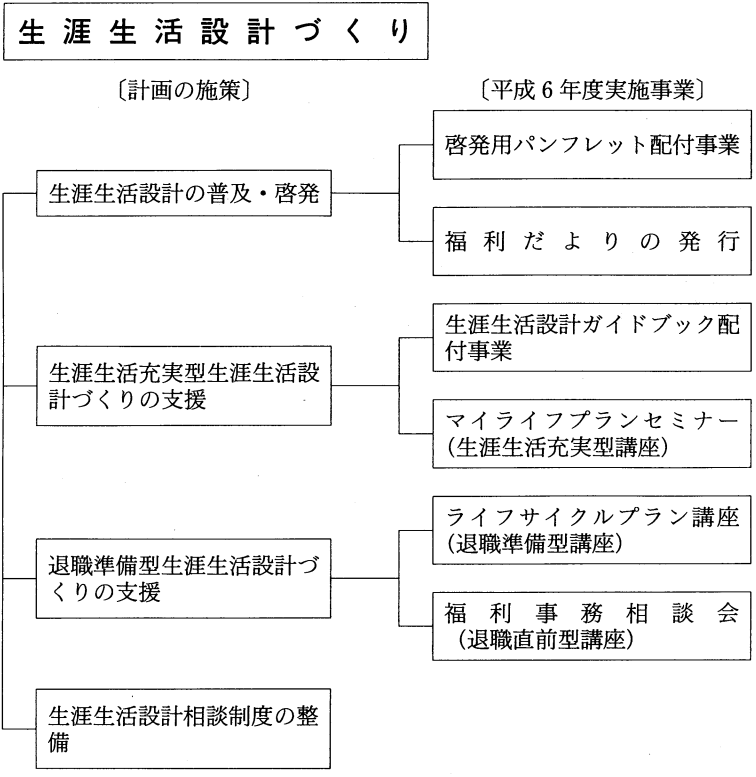 生涯生活設計づくり
〔計画の施策〕
〔平成6年度実施事業〕
生涯生活設計の普及・啓発
啓発用パンフレット配付事業
福利だよりの発行
生涯生活充実型生涯生活設
計づくりの支援
生涯生活設計ガイドブック配
付事業
マイライフプランセミナー
(生涯生活充実型講座)
退職準備型生涯生活設計づ
くりの支援
ライフサイクルプラン講座
(退職準備型講座)
福利事務相談会
(退職直前型講座)
生涯生活設計相談制度の整
備